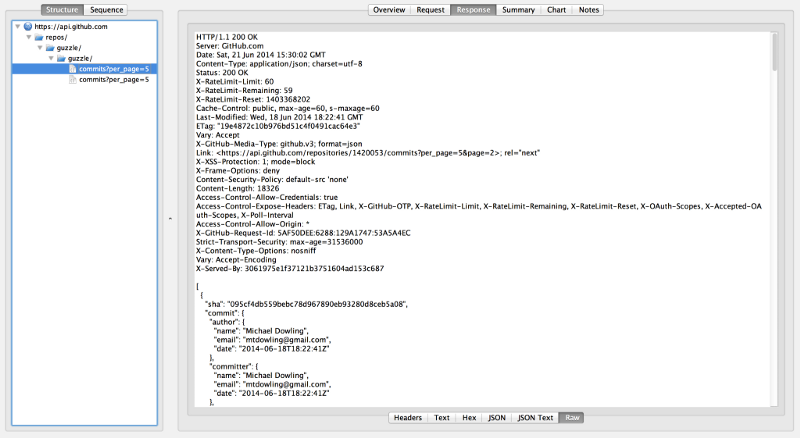 Structure Sequence
https://api.github.com
repos/
guzzle/
guzzle/
commits?per_page=5
commits?per_page=5
Overview Request Response Summary Chart Notes
HTTP/1.1 200 OK
Server: GitHub.com
Date: Sat, 21 Jun 2014 15:30:02 GMT
Content-Type: application/json; charset=utf-8
Status: 200 OK
X-RateLimit-Limit: 60
X-RateLimit-Remaining: 59
X-RateLimit-Reset: 1403368202
Cache-Control: public, max-age=60, s-maxage=60
Last-Modified: Wed, 18 Jun 2014 18:22:41 GMT
ETag: "19e4872c10b976bd51c4f0491cac64e3"
Vary: Accept
X-GitHub-Media-Type: github.v3; format=json
Link: <https://api.github.com/repositories/1420053/commits?per_page=5&page=2>; rel="next"
X-XSS-Protection: 1; mode=block
X-Frame-Options: deny
Content-Security-Policy: default-src 'none'
Content-Length: 18326
Access-Control-Allow-Credentials: true
Access-Control-Expose-Headers: ETag, Link, X-GitHub-OTP, X-RateLimit-Limit, X-RateLimit-Remaining, X-RateLimit-Reset, X-OAuth-Scopes, X-Accepted-OA
uth-Scopes, X-Poll-Interval
Access-Control-Allow-Origin: *
X-GitHub-Request-Id: 5AF50DEE:6288:129A1747:53A5A4EC
Strict-Transport-Security: max-age=31536000
X-Content-Type-Options: nosniff
Vary: Accept-Encoding
X-Served-By: 3061975e1f37121b3751604ad153c687
[
{
"sha": "095cf4db559bebc78d967890eb93280d8ceb5a08",
"commit": {
"author": {
"name": "Michael Dowling",
"email": "mtdowling@gmail.com",
"date": "2014-06-18T18:22:41Z"
},
"committer": {
"name": "Michael Dowling",
"email": "mtdowling@gmail.com",
"date": "2014-06-18T18:22:41Z"
},
Headers Text Hex JSON JSON Text Raw